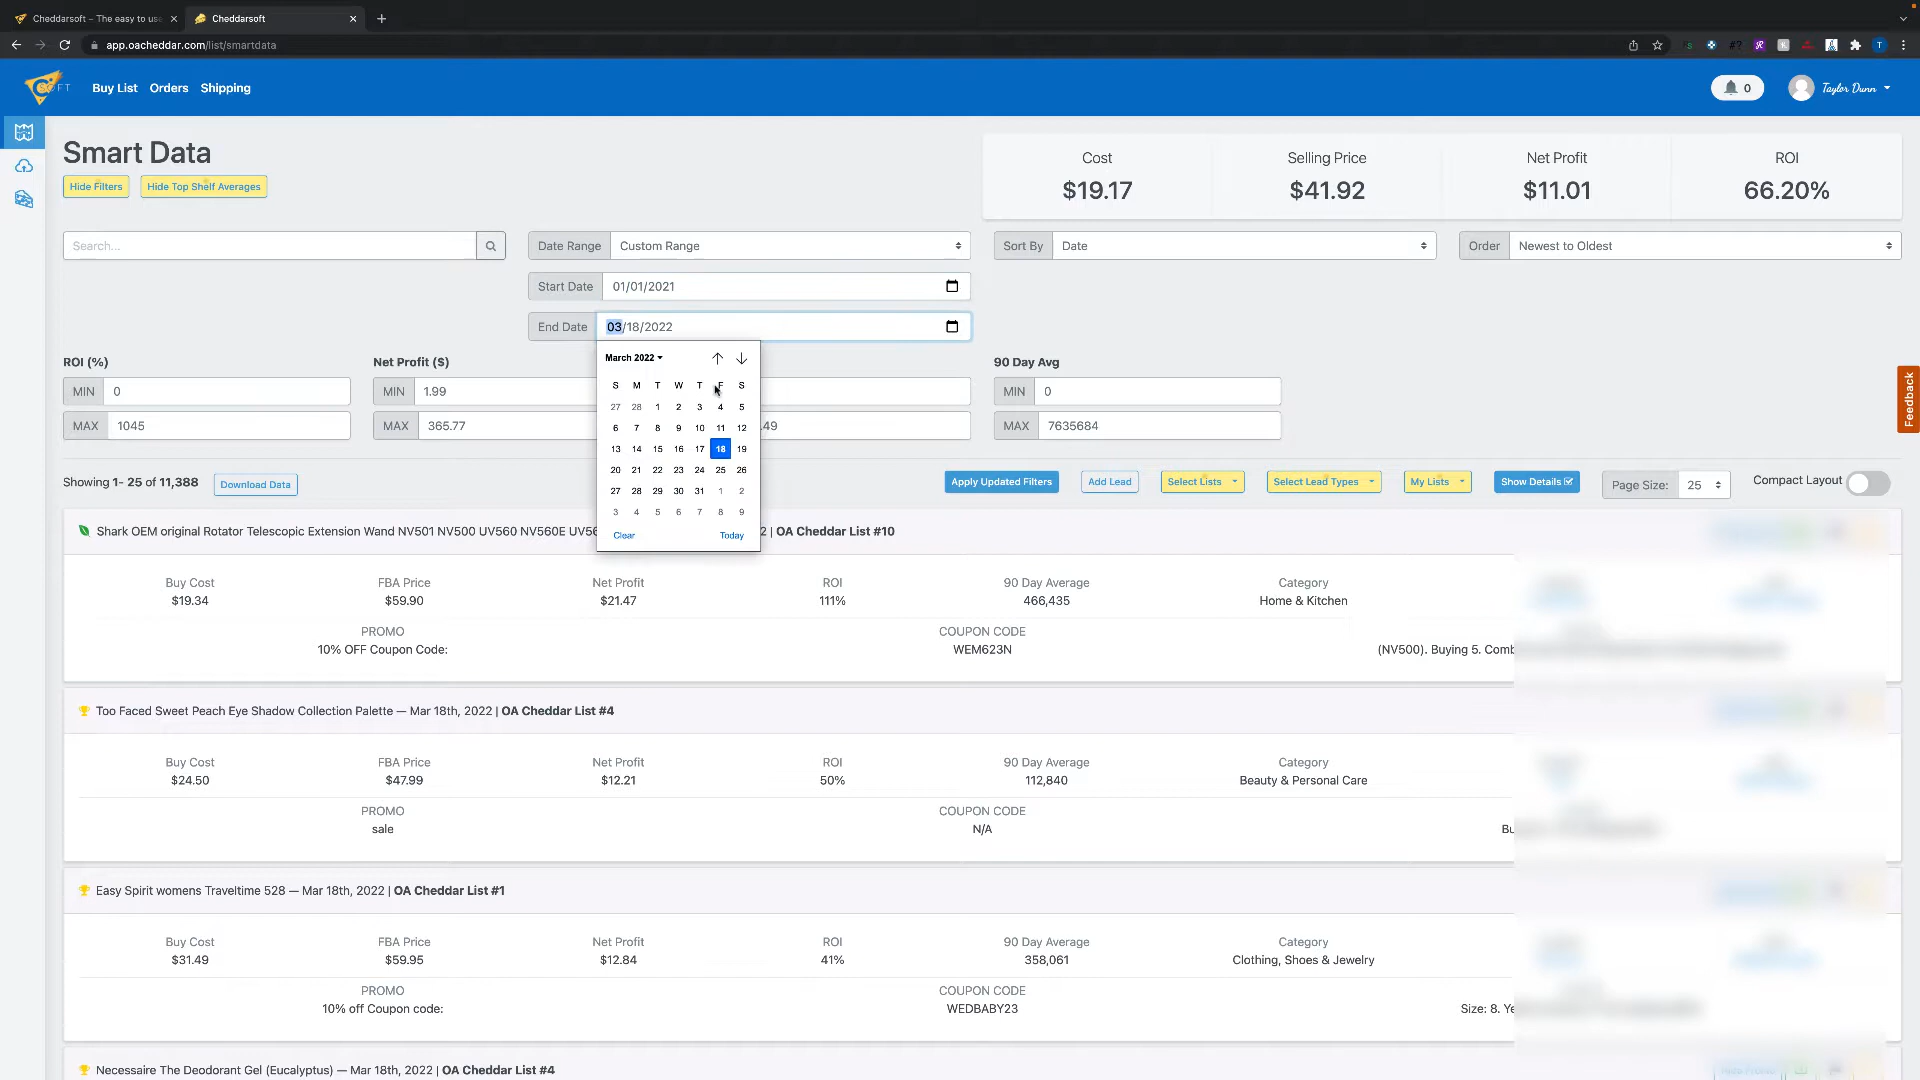 Cheddarsoft – The easy to use
Cheddarsoft
app.oacheddar.com/list/smartdata
Buy List Orders Shipping
0
Taylor Dunn
Smart Data
Hide Filters Hide Top Shelf Averages
Cost Selling Price Net Profit ROI
$19.17 $41.92 $11.01 66.20%
Search...
Date Range Custom Range
Sort By Date
Order Newest to Oldest
Start Date 01/01/2021
End Date 03/18/2022
ROI (%) Net Profit ($) 90 Day Avg
MIN 0 MIN 1.99 MIN 0
MAX 1045 MAX 365.77 .49 MAX 7635684
March 2022
S M T W T F S
27 28 1 2 3 4 5
6 7 8 9 10 11 12
13 14 15 16 17 18 19
20 21 22 23 24 25 26
27 28 29 30 31 1 2
3 4 5 6 7 8 9
Clear Today
Feedback
Showing 1- 25 of 11,388 Download Data Apply Updated Filters Add Lead Select Lists Select Lead Types My Lists Show Details Page Size: 25 Compact Layout
Shark OEM original Rotator Telescopic Extension Wand NV501 NV500 UV560 NV560E 2 | OA Cheddar List #10
Buy Cost FBA Price Net Profit ROI 90 Day Average Category
$19.34 $59.90 $21.47 111% 466,435 Home & Kitchen
PROMO COUPON CODE
10% OFF Coupon Code: WEM623N (NV500). Buying 5.
Too Faced Sweet Peach Eye Shadow Collection Palette — Mar 18th, 2022 | OA Cheddar List #4
Buy Cost FBA Price Net Profit ROI 90 Day Average Category
$24.50 $47.99 $12.21 50% 112,840 Beauty & Personal Care
PROMO COUPON CODE
sale N/A
Easy Spirit womens Traveltime 528 — Mar 18th, 2022 | OA Cheddar List #1
Buy Cost FBA Price Net Profit ROI 90 Day Average Category
$31.49 $59.95 $12.84 41% 358,061 Clothing, Shoes & Jewelry
PROMO COUPON CODE
10% off Coupon code: WEDBABY23 Size: 8.
Necessaire The Deodorant Gel (Eucalyptus) — Mar 18th, 2022 | OA Cheddar List #4